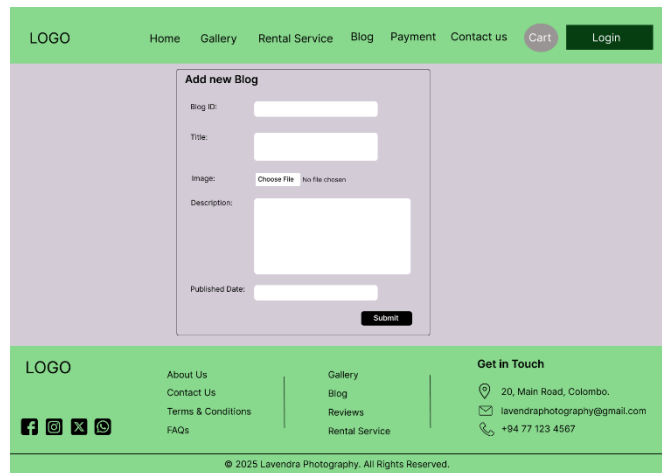 LOGO Home Gallery Rental Service Blog Payment Contact us Cart Login
Add new Blog
Blog ID:
Title:
Image: Choose File No file chosen
Description:
Published Date:
Submit
LOGO
About Us
Contact Us
Terms & Conditions
FAQs
Gallery
Blog
Reviews
Rental Service
Get in Touch
20, Main Road, Colombo.
lavendraphotography@gmail.com
+94 77 123 4567
© 2025 Lavendra Photography. All Rights Reserved.